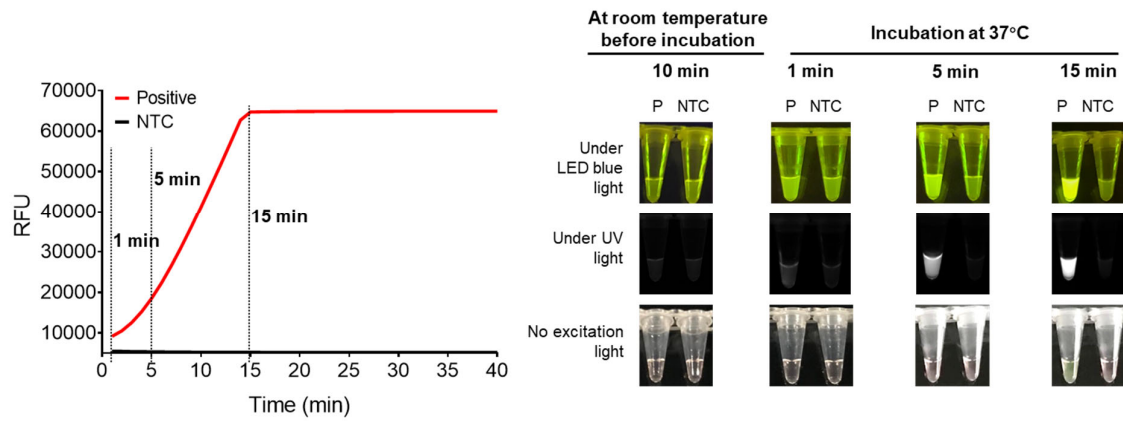 Positive
NTC
70000
60000
50000
40000
30000
20000
10000
RFU
1 min
5 min
15 min
0
5
10
15
20
25
30
35
40
Time (min)
At room temperature
before incubation
Incubation at 37°C
10 min
1 min
5 min
15 min
P NTC
P NTC
P NTC
P NTC
Under
LED blue
light
Under UV
light
No excitation
light